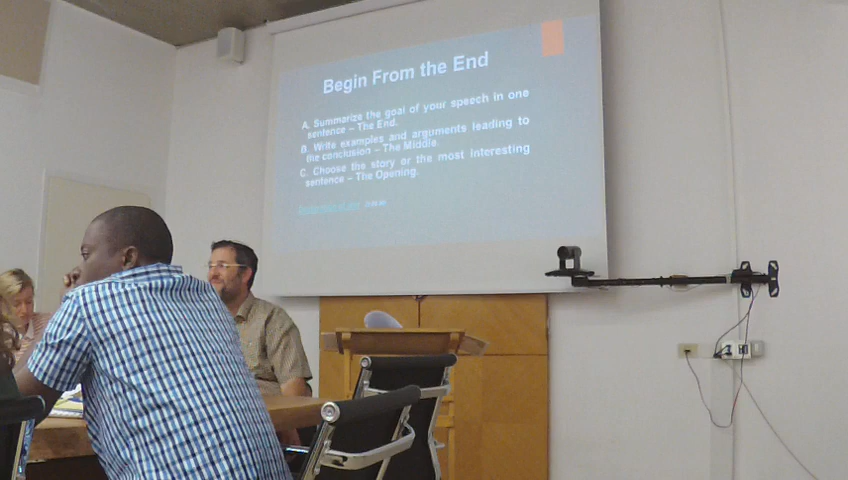 Begin From the End
A. Summarize the goal of your speech in one
sentence – The End.
B. Write examples and arguments leading to
the conclusion – The Middle.
C. Choose the story or the most interesting
sentence – The Opening.